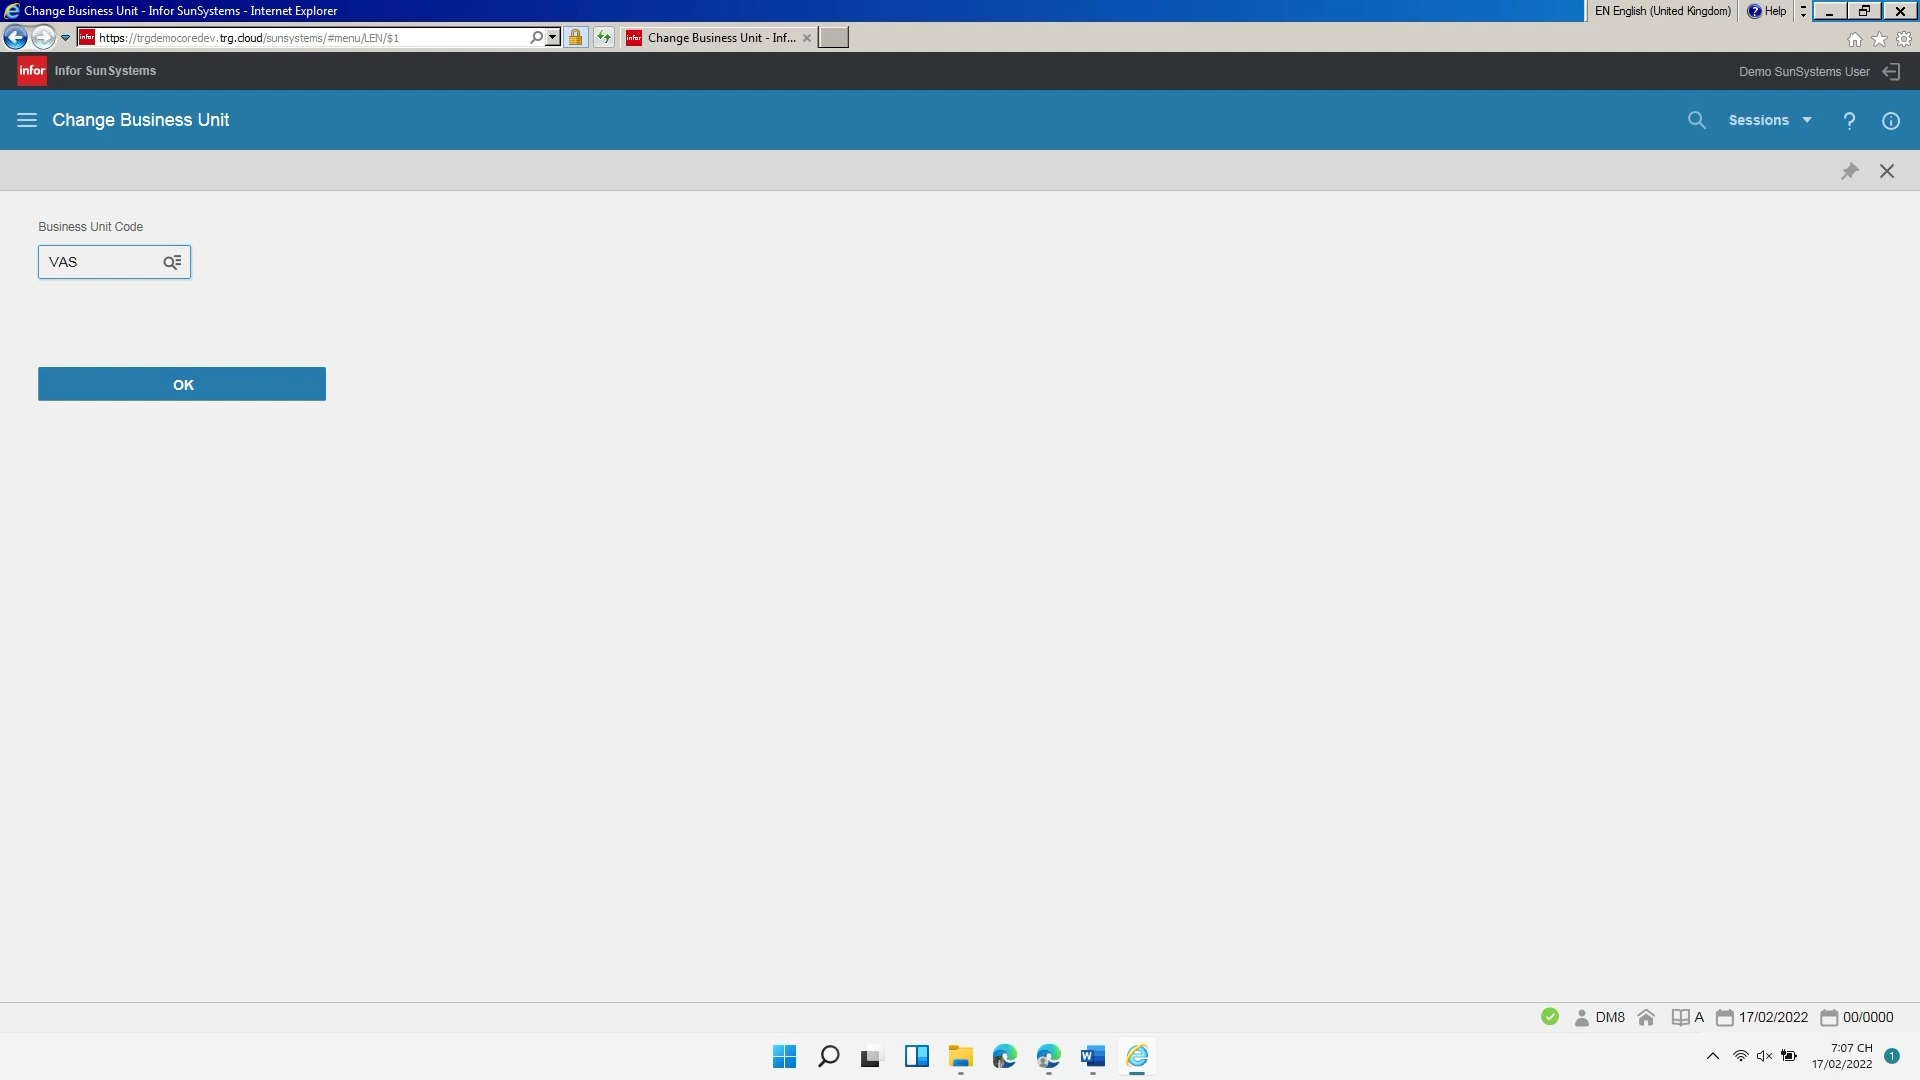 Change Business Unit - Infor SunSystems - Internet Explorer
EN English (United Kingdom)
Help
https://trgdemocoredev.trg.cloud/sunsystems/#menu/LEN/$1
Change Business Unit - Inf...
infor
Infor SunSystems
Demo SunSystems User
Change Business Unit
Sessions
Business Unit Code
VAS
OK
DM8
A
17/02/2022
00/0000
7:07 CH
17/02/2022
1